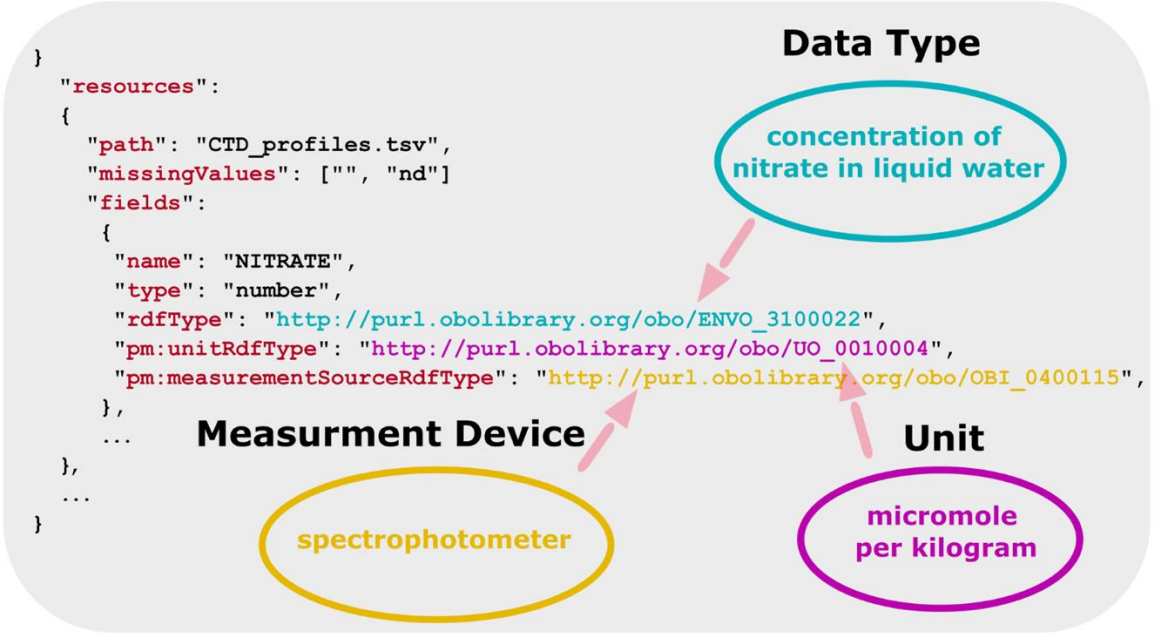 Data Type
}
"resources":
{
"path": "CTD_profiles.tsv",
"missingValues": ["", "nd"]
"fields":
{
"name": "NITRATE",
"type": "number",
"rdfType": "http://purl.obolibrary.org/obo/ENVO_3100022",
"pm:unitRdfType": "http://purl.obolibrary.org/obo/UO_0010004",
"pm:measurementSourceRdfType": "http://purl.obolibrary.org/obo/OBI_0400115",
},
...
},
...
}
concentration of
nitrate in liquid water
Measurment Device
spectrophotometer
Unit
micromole
per kilogram